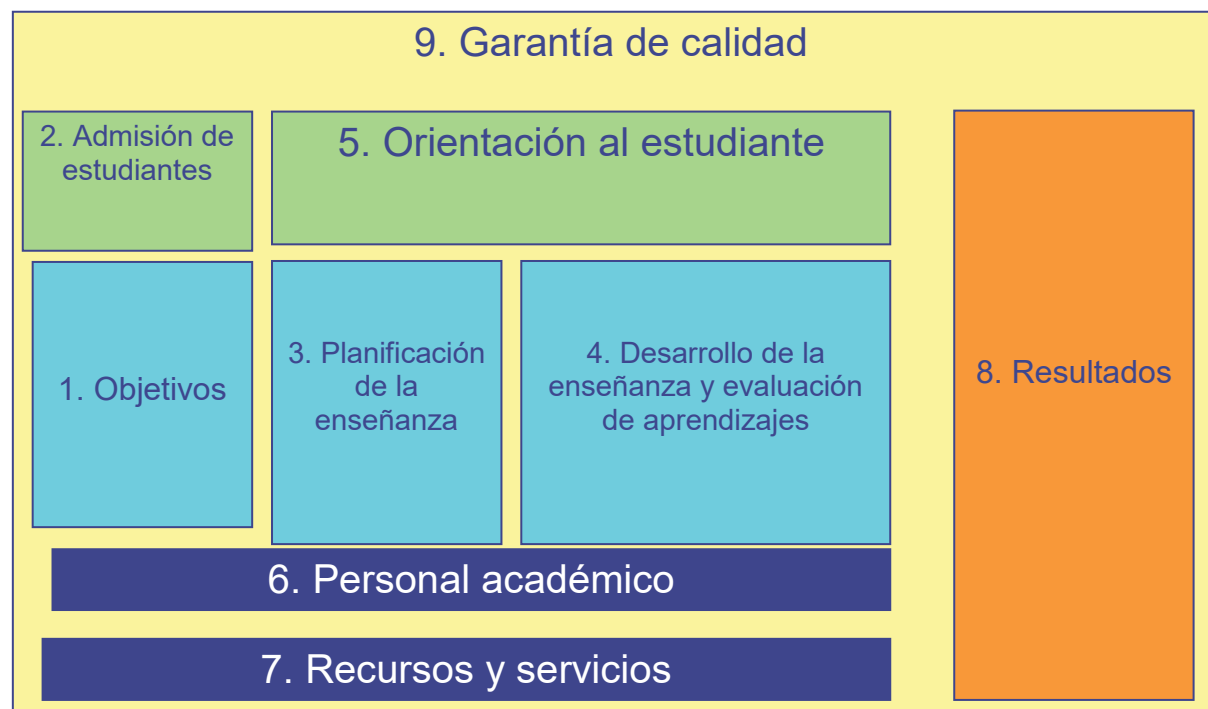 9. Garantía de calidad
2. Admisión de
estudiantes
5. Orientación al estudiante
1. Objetivos
3. Planificación
de la
enseñanza
4. Desarrollo de la
enseñanza y evaluación
de aprendizajes
8. Resultados
6. Personal académico
7. Recursos y servicios